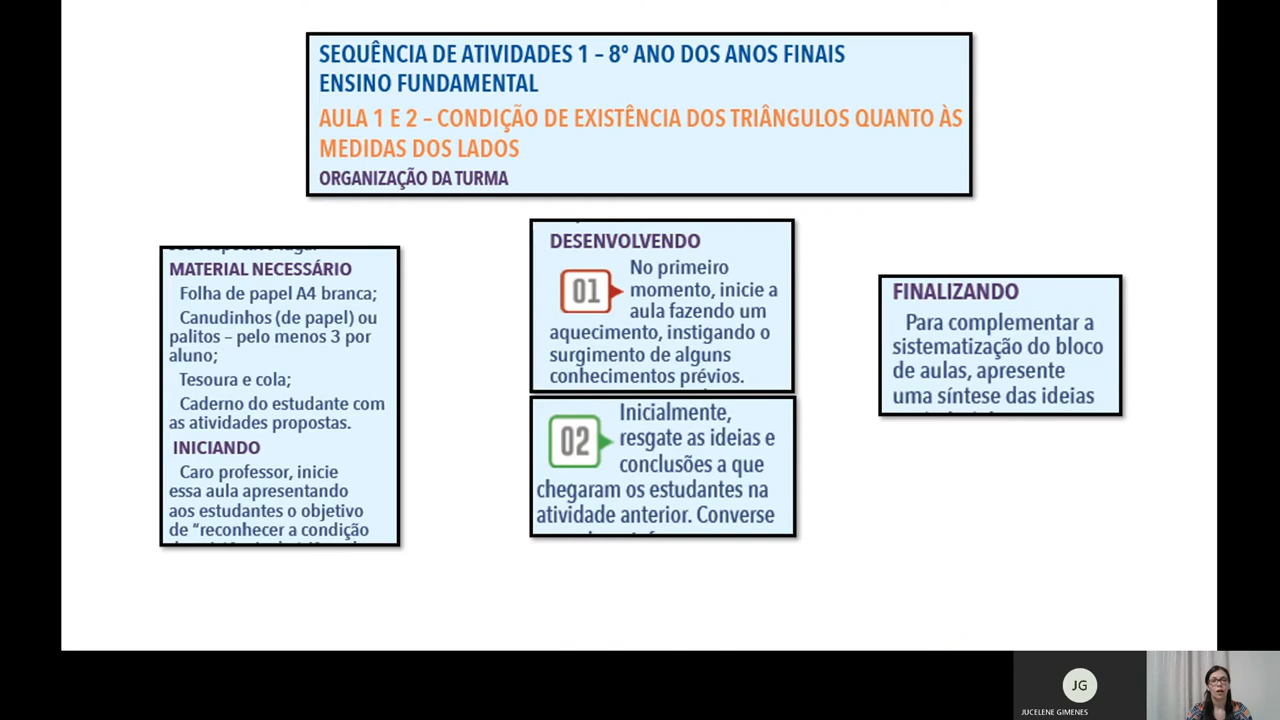 SEQUÊNCIA DE ATIVIDADES 1 – 8º ANO DOS ANOS FINAIS
ENSINO FUNDAMENTAL
AULA 1 E 2 – CONDIÇÃO DE EXISTÊNCIA DOS TRIÂNGULOS QUANTO ÀS
MEDIDAS DOS LADOS
ORGANIZAÇÃO DA TURMA
MATERIAL NECESSÁRIO
Folha de papel A4 branca;
Canudinhos (de papel) ou
palitos – pelo menos 3 por
aluno;
Tesoura e cola;
Caderno do estudante com
as atividades propostas.
INICIANDO
Caro professor, inicie
essa aula apresentando
aos estudantes o objetivo
de “reconhecer a condição
DESENVOLVENDO
01
No primeiro
momento, inicie a
aula fazendo um
aquecimento, instigando o
surgimento de alguns
conhecimentos prévios.
02
Inicialmente,
resgate as ideias e
conclusões a que
chegaram os estudantes na
atividade anterior. Converse
FINALIZANDO
Para complementar a
sistematização do bloco
de aulas, apresente
uma síntese das ideias
JG
JUCELENE GIMENES